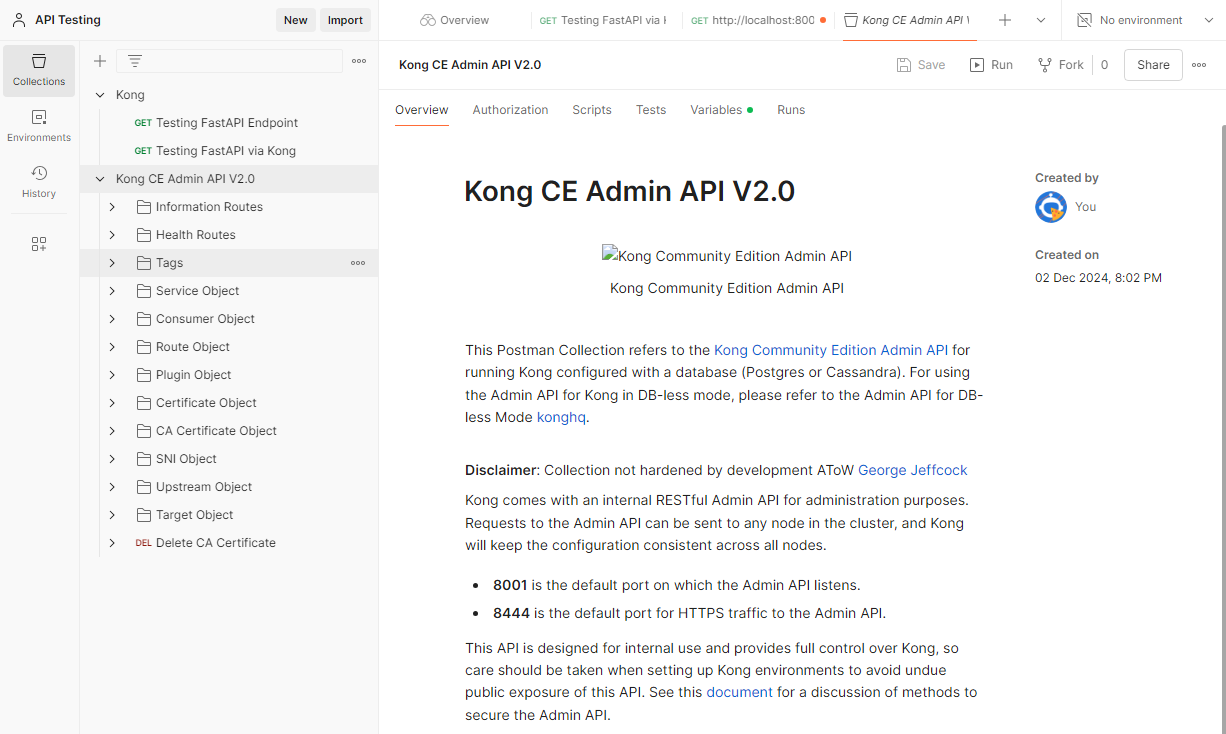 API Testing
New
Import
Overview
GET Testing FastAPI via
GET http://localhost:800
Kong CE Admin API
No environment
Collections
Environments
History
Kong CE Admin API V2.0
Save
Run
Fork
0
Share
Kong
GET Testing FastAPI Endpoint
GET Testing FastAPI via Kong
Kong CE Admin API V2.0
Information Routes
Health Routes
Tags
Service Object
Consumer Object
Route Object
Plugin Object
Certificate Object
CA Certificate Object
SNI Object
Upstream Object
Target Object
DEL Delete CA Certificate
Overview
Authorization
Scripts
Tests
Variables
Runs
Kong CE Admin API V2.0
Kong Community Edition Admin API
Kong Community Edition Admin API
This Postman Collection refers to the Kong Community Edition Admin API for
running Kong configured with a database (Postgres or Cassandra). For using
the Admin API for Kong in DB-less mode, please refer to the Admin API for DB-
less Mode konghq.
Disclaimer: Collection not hardened by development AToW George Jeffcock
Kong comes with an internal RESTful Admin API for administration purposes.
Requests to the Admin API can be sent to any node in the cluster, and Kong
will keep the configuration consistent across all nodes.
• 8001 is the default port on which the Admin API listens.
• 8444 is the default port for HTTPS traffic to the Admin API.
This API is designed for internal use and provides full control over Kong, so
care should be taken when setting up Kong environments to avoid undue
public exposure of this API. See this document for a discussion of methods to
secure the Admin API.
Created by
You
Created on
02 Dec 2024, 8:02 PM